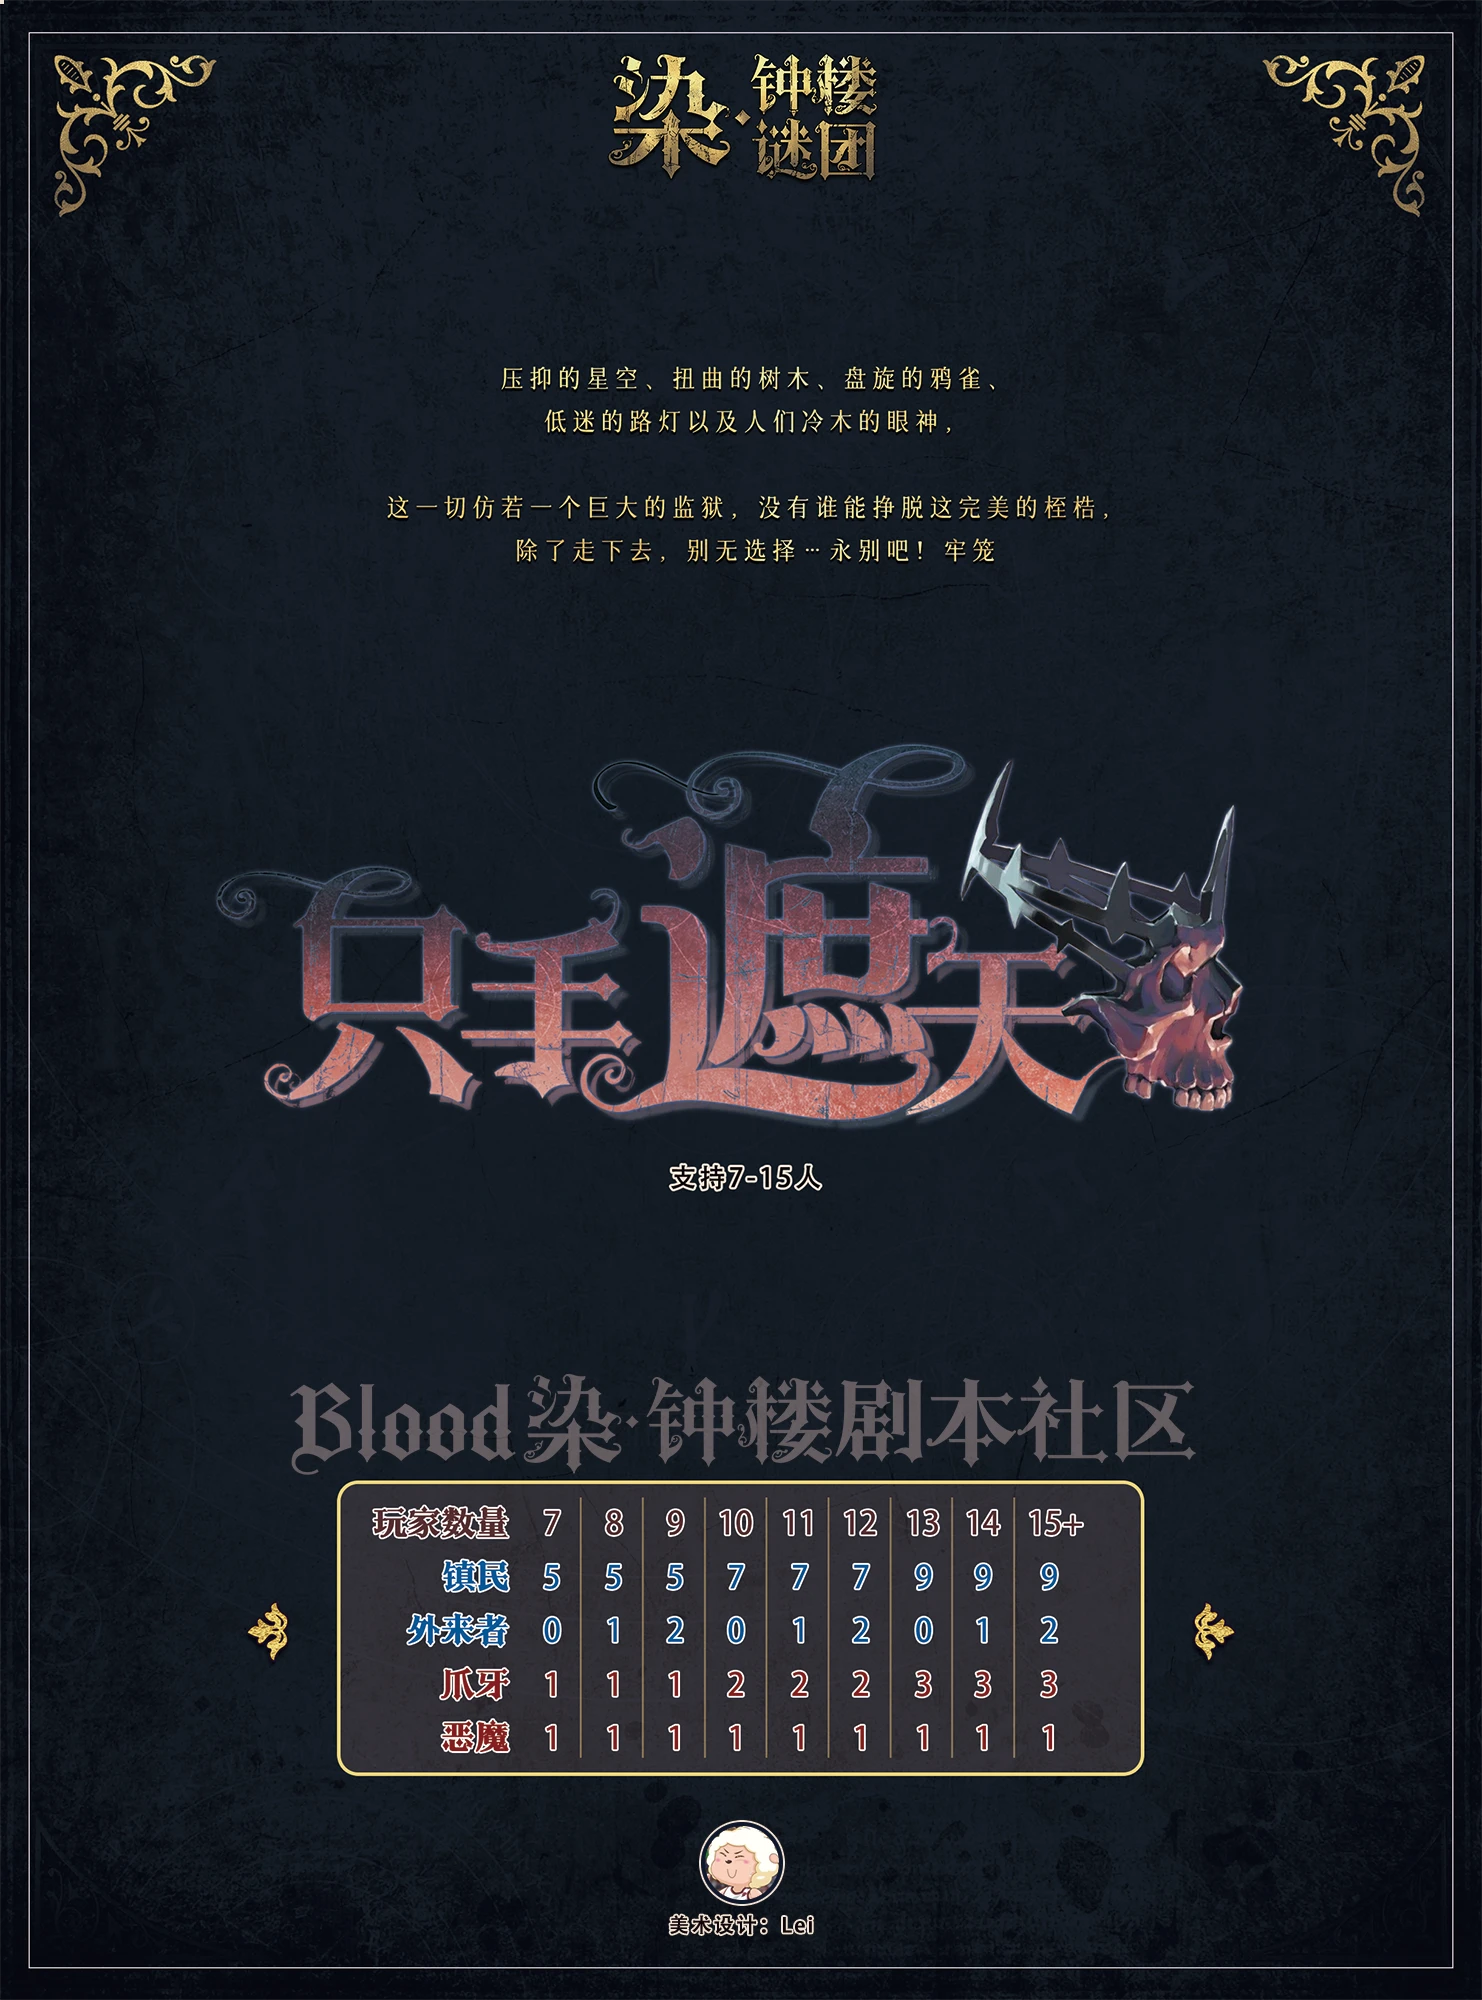 染·钟楼谜团
压抑的星空、扭曲的树木、盘旋的鸦雀、
低迷的路灯以及人们冷木的眼神，
这一切仿若一个巨大的监狱，没有谁能挣脱这完美的桎梏，
除了走下去，别无选择…永别吧！牢笼
只手遮天
支持7-15人
Blood染·钟楼剧本社区
玩家数量 7 8 9 10 11 12 13 14 15+
镇民 5 5 5 7 7 7 9 9 9
外来者 0 1 2 0 1 2 0 1 2
爪牙 1 1 1 2 2 2 3 3 3
恶魔 1 1 1 1 1 1 1 1 1
美术设计：Lei